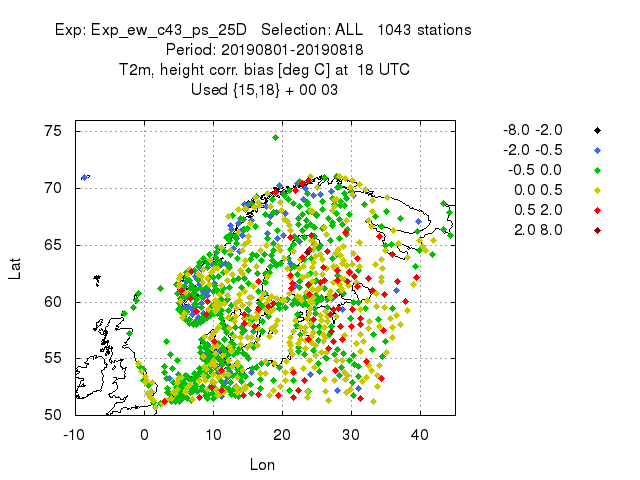 Exp: Exp_ew_c43_ps_25D   Selection: ALL   1043 stations
Period: 20190801-20190818
T2m, height corr. bias [deg C] at  18 UTC
Used {15,18} + 00 03
-8.0 -2.0
-2.0 -0.5
-0.5 0.0
0.0 0.5
0.5 2.0
2.0 8.0
75
70
65
60
55
50
Lat
-10 0 10 20 30 40
Lon